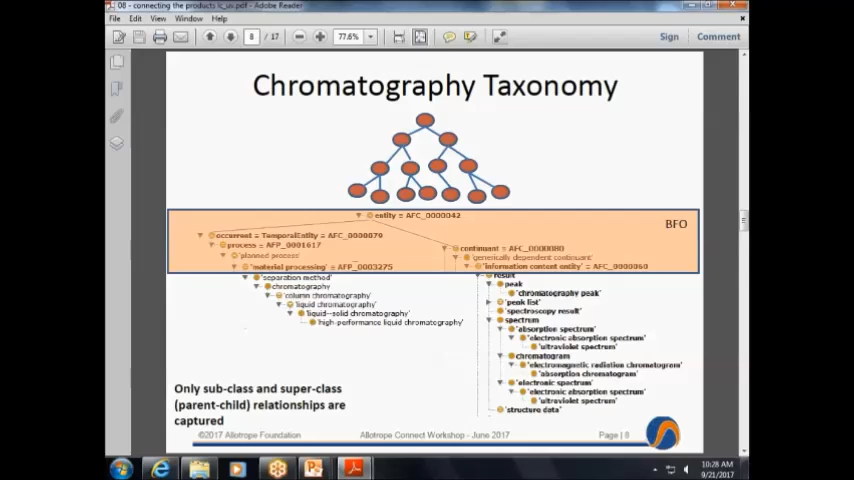 08 - connecting the products lc_us.pdf - Adobe Reader
File Edit View Window Help
8 / 17 77.6% Sign Comment
Chromatography Taxonomy
entity = AFC_0000042
BFO
occurrent = TemporalEntity = AFC_0000079
process = AFP_0001617
'planned process'
'material processing' = AFP_0003275
'separation method'
chromatography
'column chromatography'
'liquid chromatography'
'liquid-solid chromatography'
'high-performance liquid chromatography'
continuant = AFC_0000080
'generically dependent continuant'
'information content entity' = AFC_0000060
result
peak
'chromatography peak'
'peak list'
'spectroscopy result'
spectrum
'absorption spectrum'
'electronic absorption spectrum'
'ultraviolet spectrum'
chromatogram
'electromagnetic radiation chromatogram'
'absorption chromatogram'
'electronic spectrum'
'electronic absorption spectrum'
'ultraviolet spectrum'
'structure data'
Only sub-class and super-class
(parent-child) relationships are
captured
©2017 Allotrope Foundation Allotrope Connect Workshop - June 2017 Page | 8
10:28 AM
9/21/2017